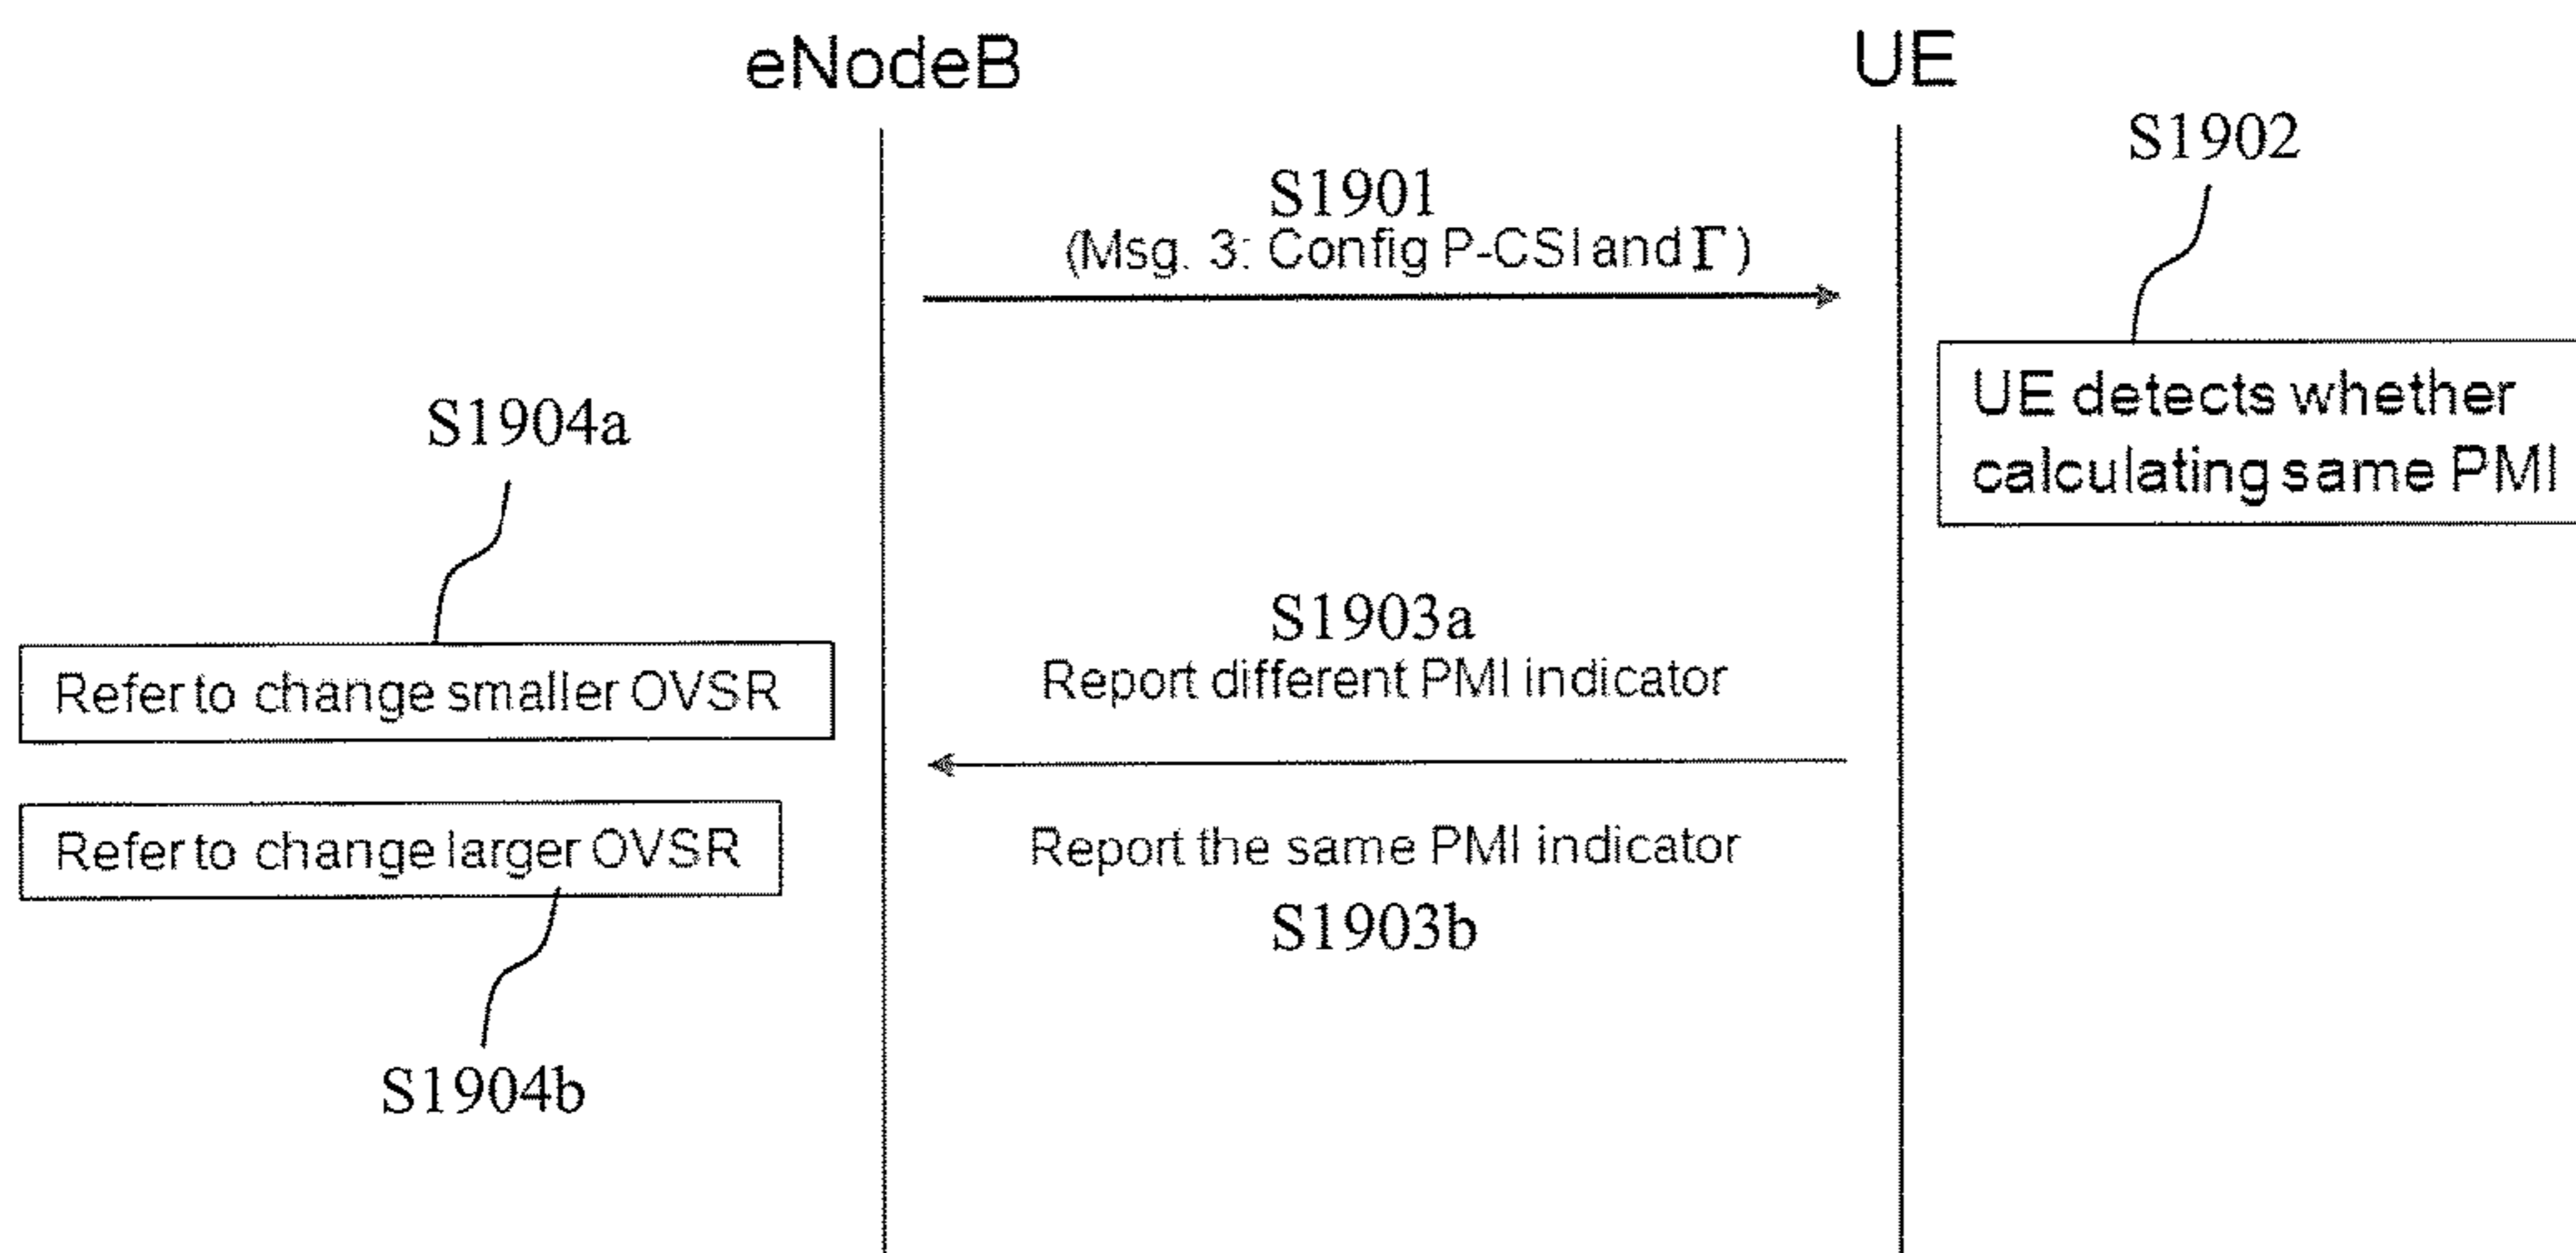 eNodeB
UE
S1902
S1901
(Msg. 3: Config P-CSI and Γ)
UE detects whether
calculating same PMI
S1904a
S1903a
Refer to change smaller OVSR
Report different PMI indicator
Refer to change larger OVSR
Report the same PMI indicator
S1903b
S1904b